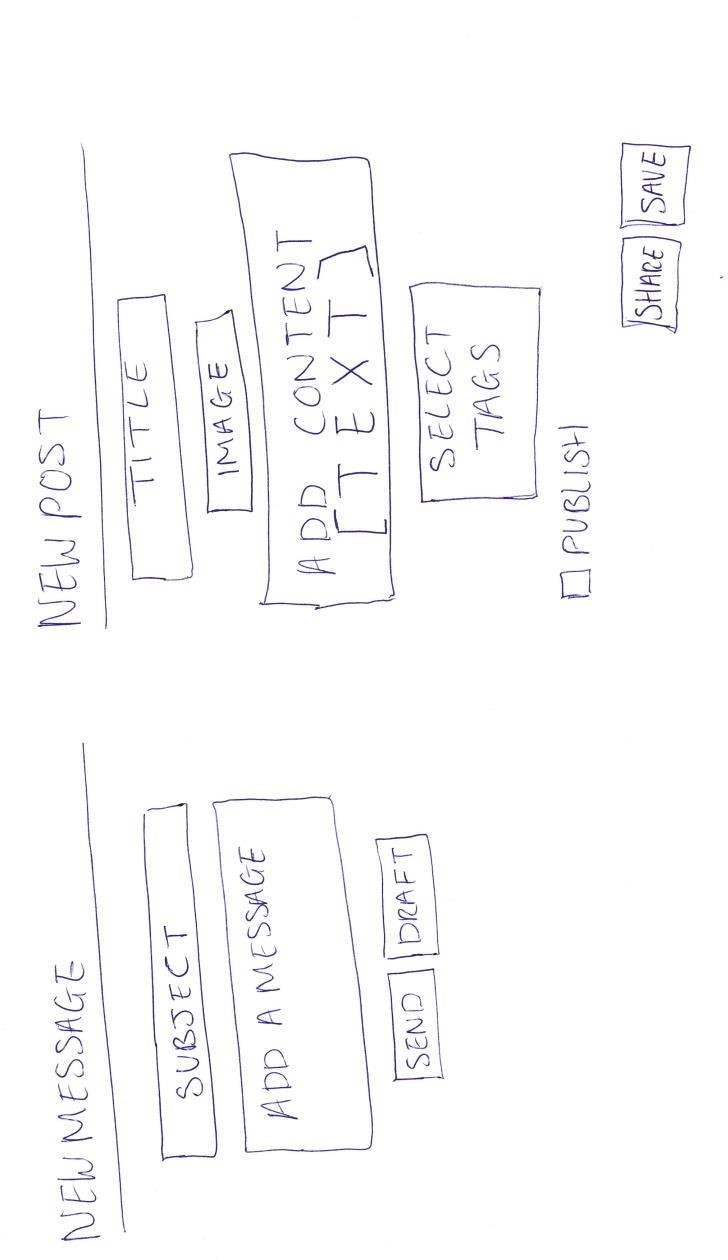 NEW MESSAGE
SUBJECT
ADD A MESSAGE
SEND
DRAFT
NEW POST
TITLE
IMAGE
ADD CONTENT
[TEXT]
SELECT
TAGS
PUBLISH
SHARE
SAVE